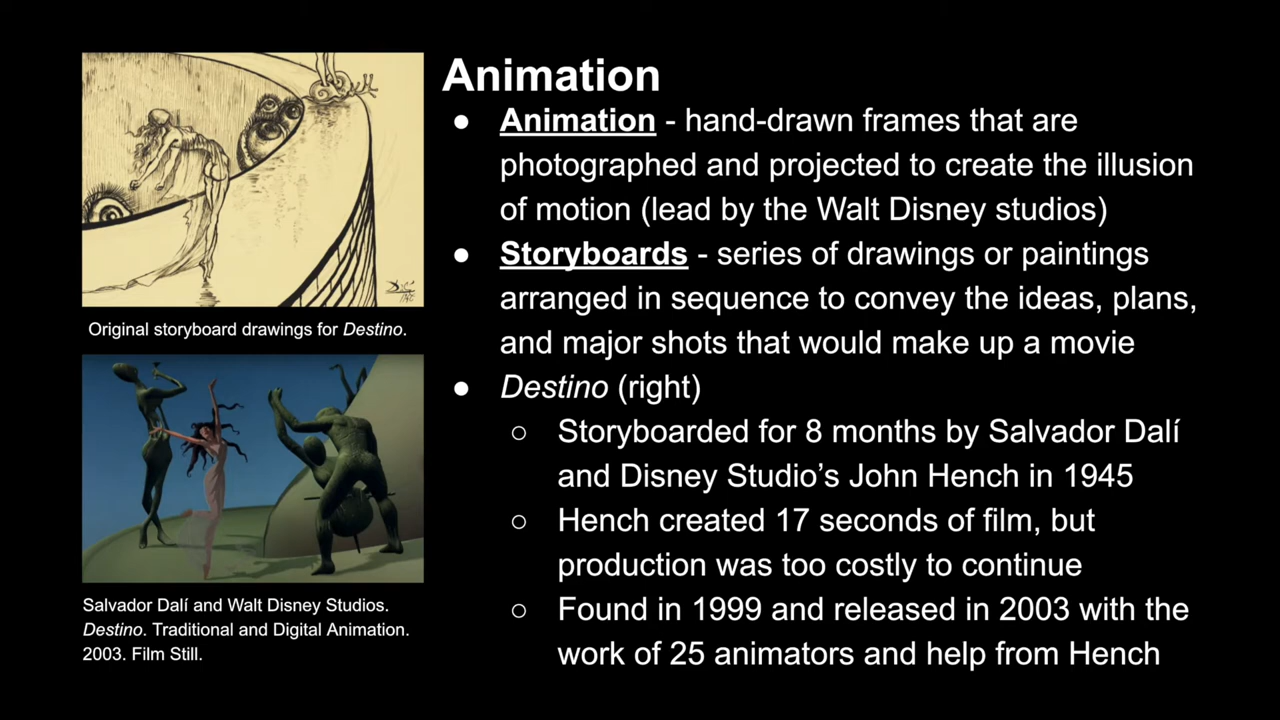 Animation
● Animation - hand-drawn frames that are
photographed and projected to create the illusion
of motion (lead by the Walt Disney studios)
● Storyboards - series of drawings or paintings
arranged in sequence to convey the ideas, plans,
and major shots that would make up a movie
● Destino (right)
○ Storyboarded for 8 months by Salvador Dalí
and Disney Studio’s John Hench in 1945
○ Hench created 17 seconds of film, but
production was too costly to continue
○ Found in 1999 and released in 2003 with the
work of 25 animators and help from Hench
Original storyboard drawings for Destino.
Salvador Dalí and Walt Disney Studios.
Destino. Traditional and Digital Animation.
2003. Film Still.